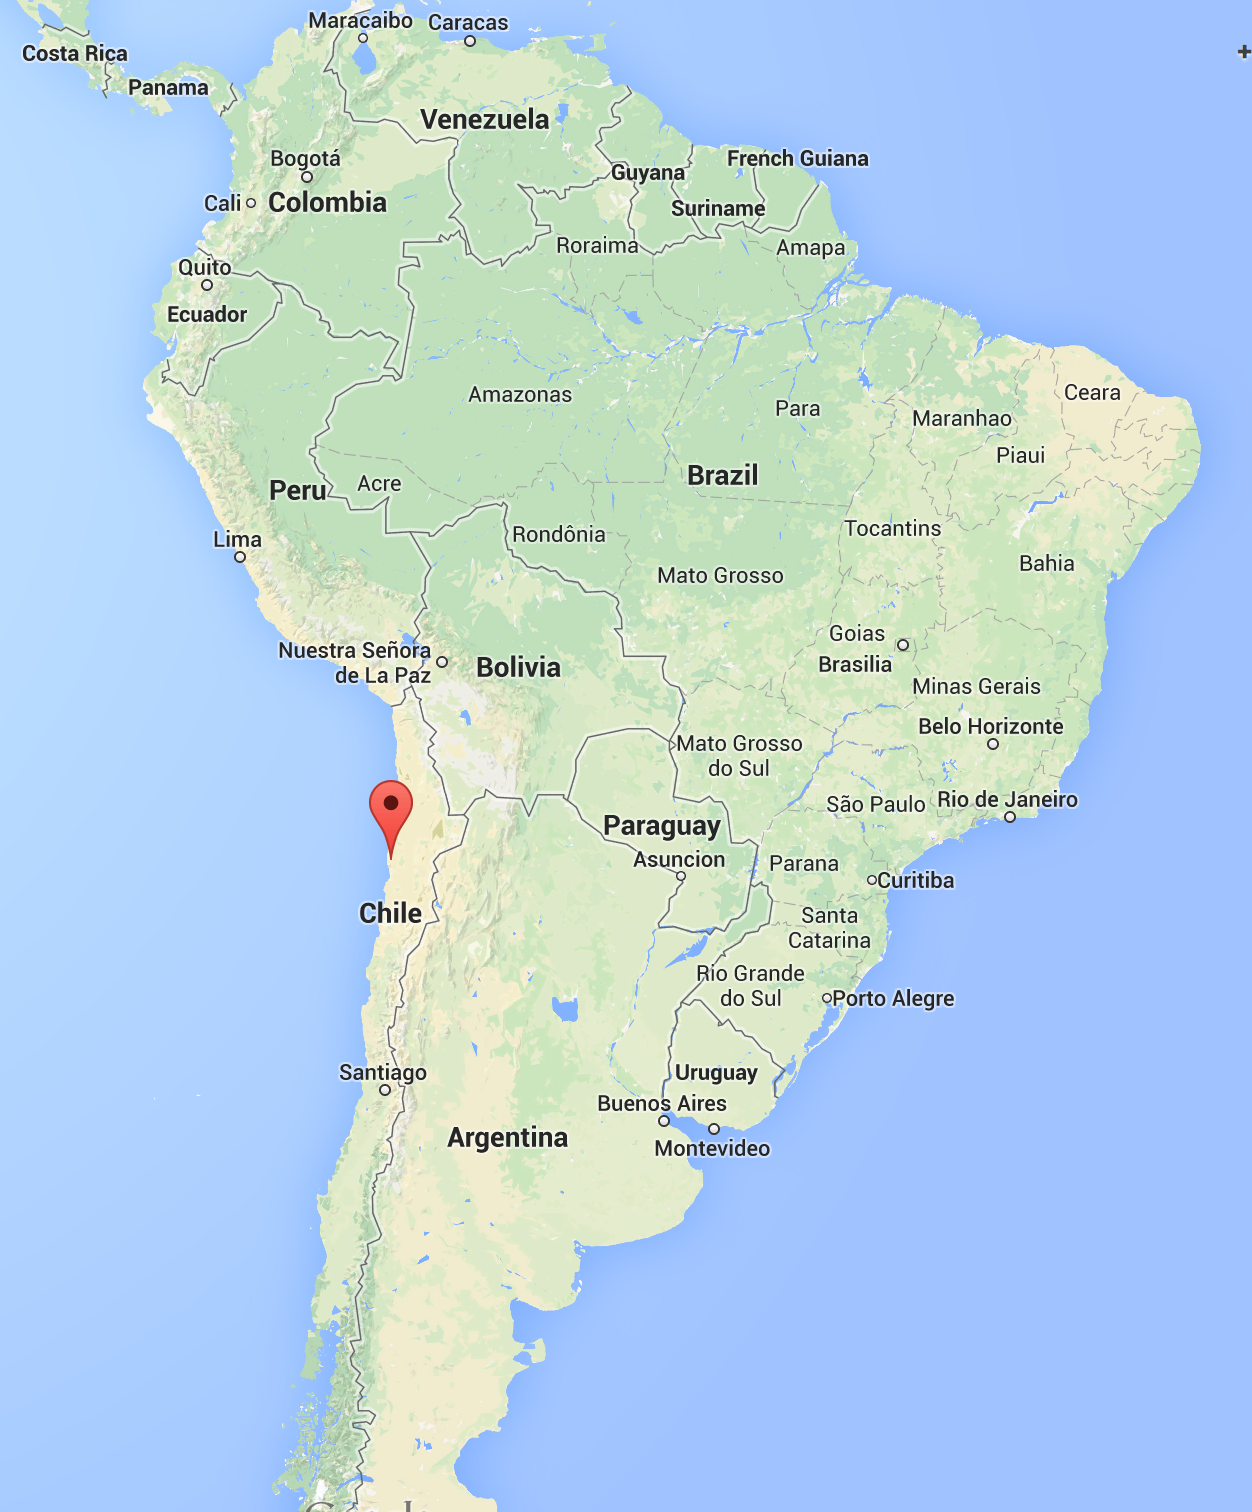 Maracaibo
Caracas
Costa Rica
Panama
Venezuela
Bogotá
French Guiana
Guyana
Cali
Colombia
Suriname
Roraima
Amapa
Quito
Ecuador
Amazonas
Ceara
Para
Maranhao
Piaui
Brazil
Peru
Acre
Tocantins
Lima
Rondônia
Bahia
Mato Grosso
Goias
Nuestra Señora
de La Paz
Bolivia
Brasilia
Minas Gerais
Belo Horizonte
Mato Grosso
do Sul
São Paulo
Rio de Janeiro
Paraguay
Asuncion
Parana
Curitiba
Chile
Santa
Catarina
Rio Grande
do Sul
Porto Alegre
Santiago
Uruguay
Buenos Aires
Argentina
Montevideo